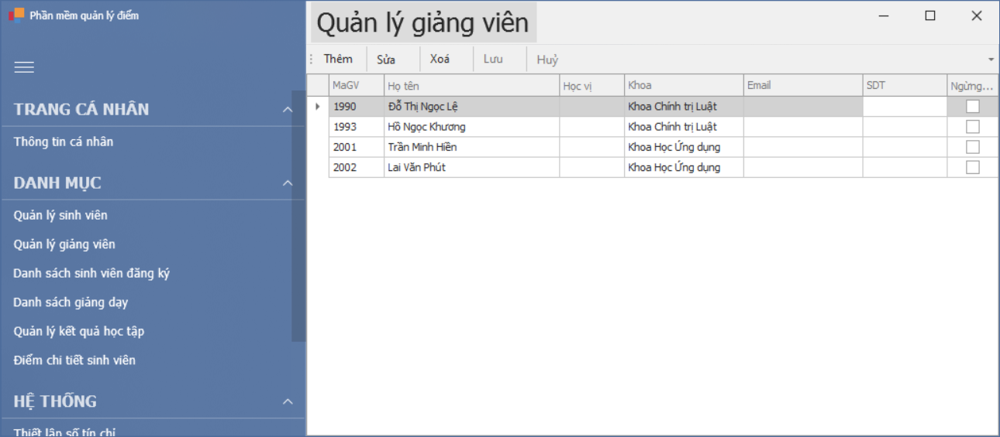 Phần mềm quản lý điểm
TRANG CÁ NHÂN
Thông tin cá nhân
DANH MỤC
Quản lý sinh viên
Quản lý giảng viên
Danh sách sinh viên đăng ký
Danh sách giảng dạy
Quản lý kết quả học tập
Điểm chi tiết sinh viên
HỆ THỐNG
Thiết lập số tín chỉ
Quản lý giảng viên
Thêm Sửa Xoá Lưu Huỷ
MaGV Họ tên Học vị Khoa Email SDT Ngừng...
1990 Đỗ Thị Ngọc Lệ Khoa Chính trị Luật
1993 Hồ Ngọc Khương Khoa Chính trị Luật
2001 Trần Minh Hiền Khoa Học Ứng dụng
2002 Lai Văn Phút Khoa Học Ứng dụng